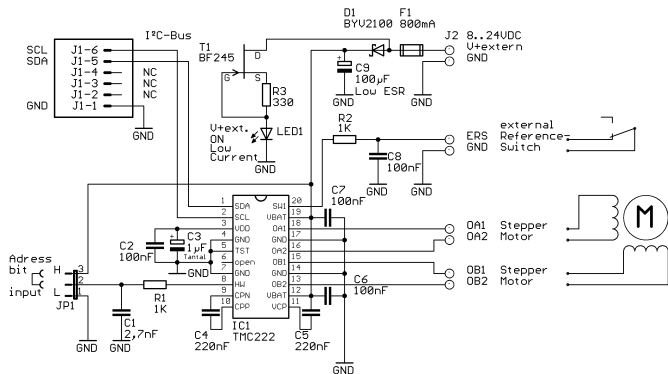 I²C-Bus
SCL J1-6
SDA J1-5
J1-4 NC
J1-3 NC
J1-2 NC
GND J1-1
GND
T1
BF245
D
G S
R3
330
V+ext.
ON
Low
Current
LED1
GND
D1 F1
BYV2100 800mA
J2 8..24VDC
V+extern
GND
+
C9
100µF
Low ESR
GND
GND
R2
1K
C8
100nF
GND
GND
ERS
GND
external
Reference-
Switch
C7
100nF
1 SDA SW1 20
2 SCL VBAT 19
3 VDD OA1 18
4 GND GND 17
5 TST OA2 16
6 open OB1 15
7 GND GND 14
8 HW OB2 13
9 CPN VBAT 12
10 CPP VCP 11
IC1
TMC222
C2
100nF
+
C3
1µF
Tantal
GND
Adress
bit
input
H 3
2
L 1
JP1
GND
C1
2,7nF
GND
R1
1K
C4
220nF
C5
220nF
C6
100nF
GND
OA1 Stepper
OA2 Motor
OB1 Stepper
OB2 Motor
M